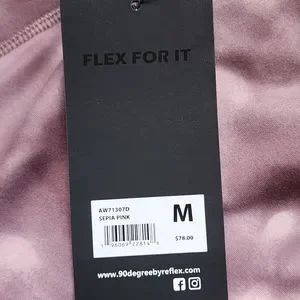 FLEX FOR IT
AW71307D
SEPIA PINK
M
$78.00
www.90degreebyreflex.com